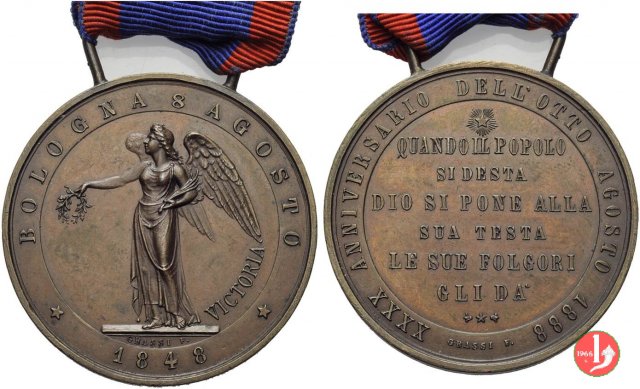 BOLOGNA 8 AGOSTO
VICTORIA
GRASSI F.
1848
XXXX ANNIVERSARIO DELL'OTTO AGOSTO 1888
QUANDO IL POPOLO
SI DESTA
DIO SI PONE ALLA
SUA TESTA
LE SUE FOLGORI
GLI DA'
GRASSI F.
1966